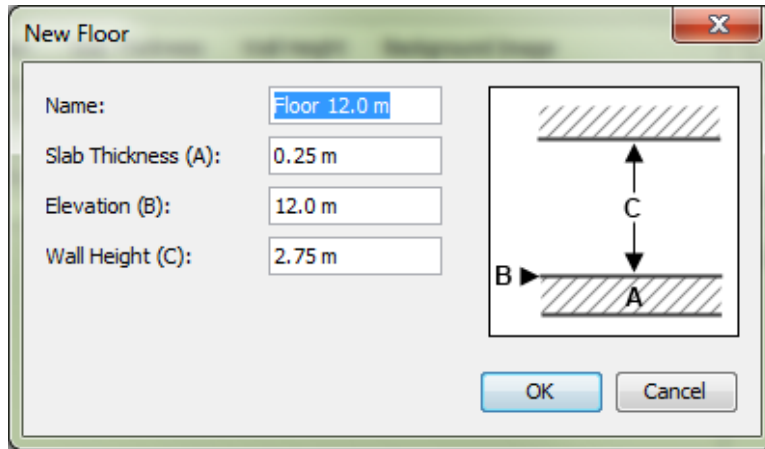 New Floor
Name: Floor 12.0 m
Slab Thickness (A): 0.25 m
Elevation (B): 12.0 m
Wall Height (C): 2.75 m
C
B
A
OK Cancel